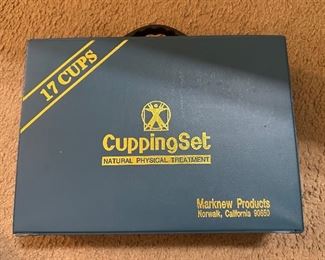 17 CUPS
CuppingSet
NATURAL PHYSICAL TREATMENT
Marknew Products
Norwalk, California 90650